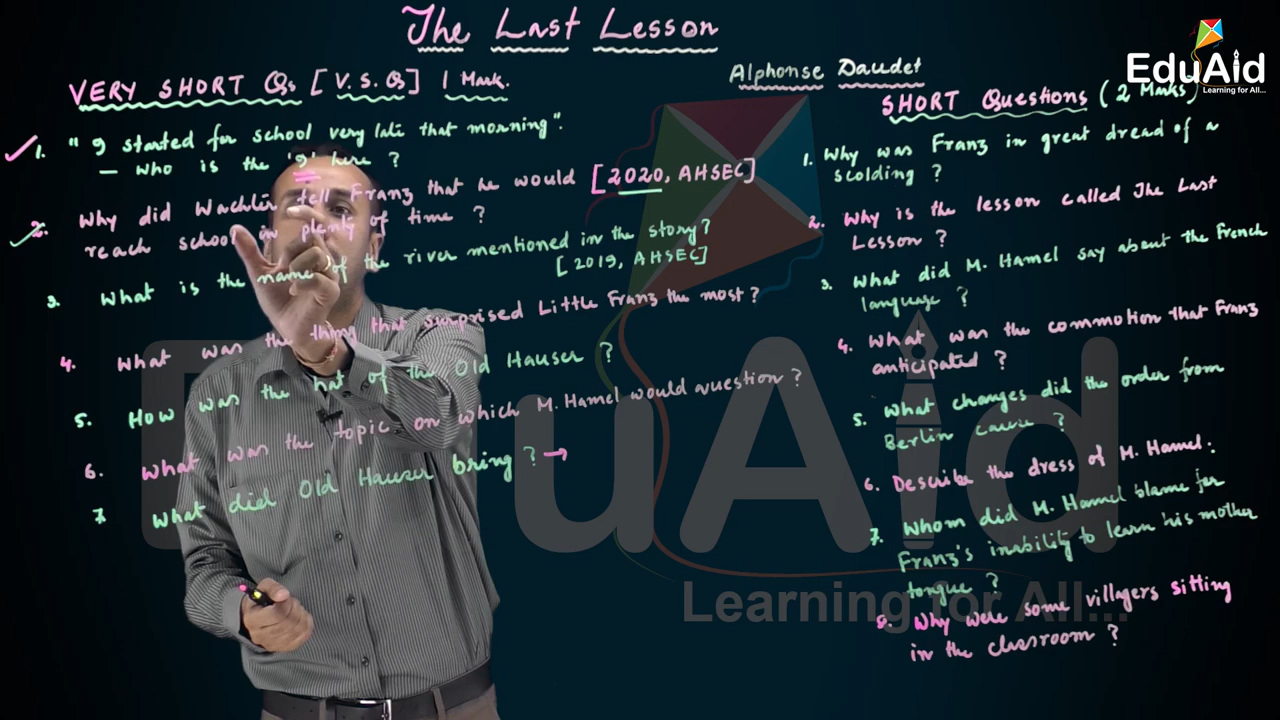 The Last Lesson
Alphonse Daudet
EduAid
Learning for All...
VERY SHORT Qs [V.S.Qs] 1 Mark.
1. "I started for school very late that morning".
– Who is the 'I' here ?
2. Why did Wachter tell Franz that he would [2020, AHSEC]
reach school in plenty of time ?
3. What is the name of the river mentioned in the story?
[2019, AHSEC]
4. What was the thing that surprised Little Franz the most ?
5. How was the hat of the Old Hauser ?
6. What was the topic on which M. Hamel would question ?
7. What did Old Hauser bring ? →
SHORT Questions (2 Marks)
1. Why was Franz in great dread of a
scolding ?
2. Why is the lesson called The Last
Lesson ?
3. What did M. Hamel say about the French
language ?
4. What was the commotion that Franz
anticipated ?
5. What changes did the order from
Berlin cause ?
6. Describe the dress of M. Hamel:
7. Whom did M. Hamel blame for
Franz's inability to learn his mother
tongue ?
8. Why were some villagers sitting
in the classroom ?
EduAid
Learning for All...